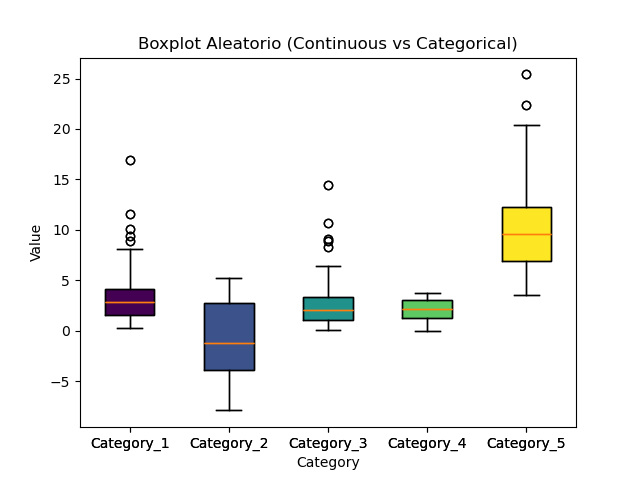 Boxplot Aleatorio (Continuous vs Categorical)
25
20
15
10
5
0
−5
Value
Category_1 Category_2 Category_3 Category_4 Category_5
Category